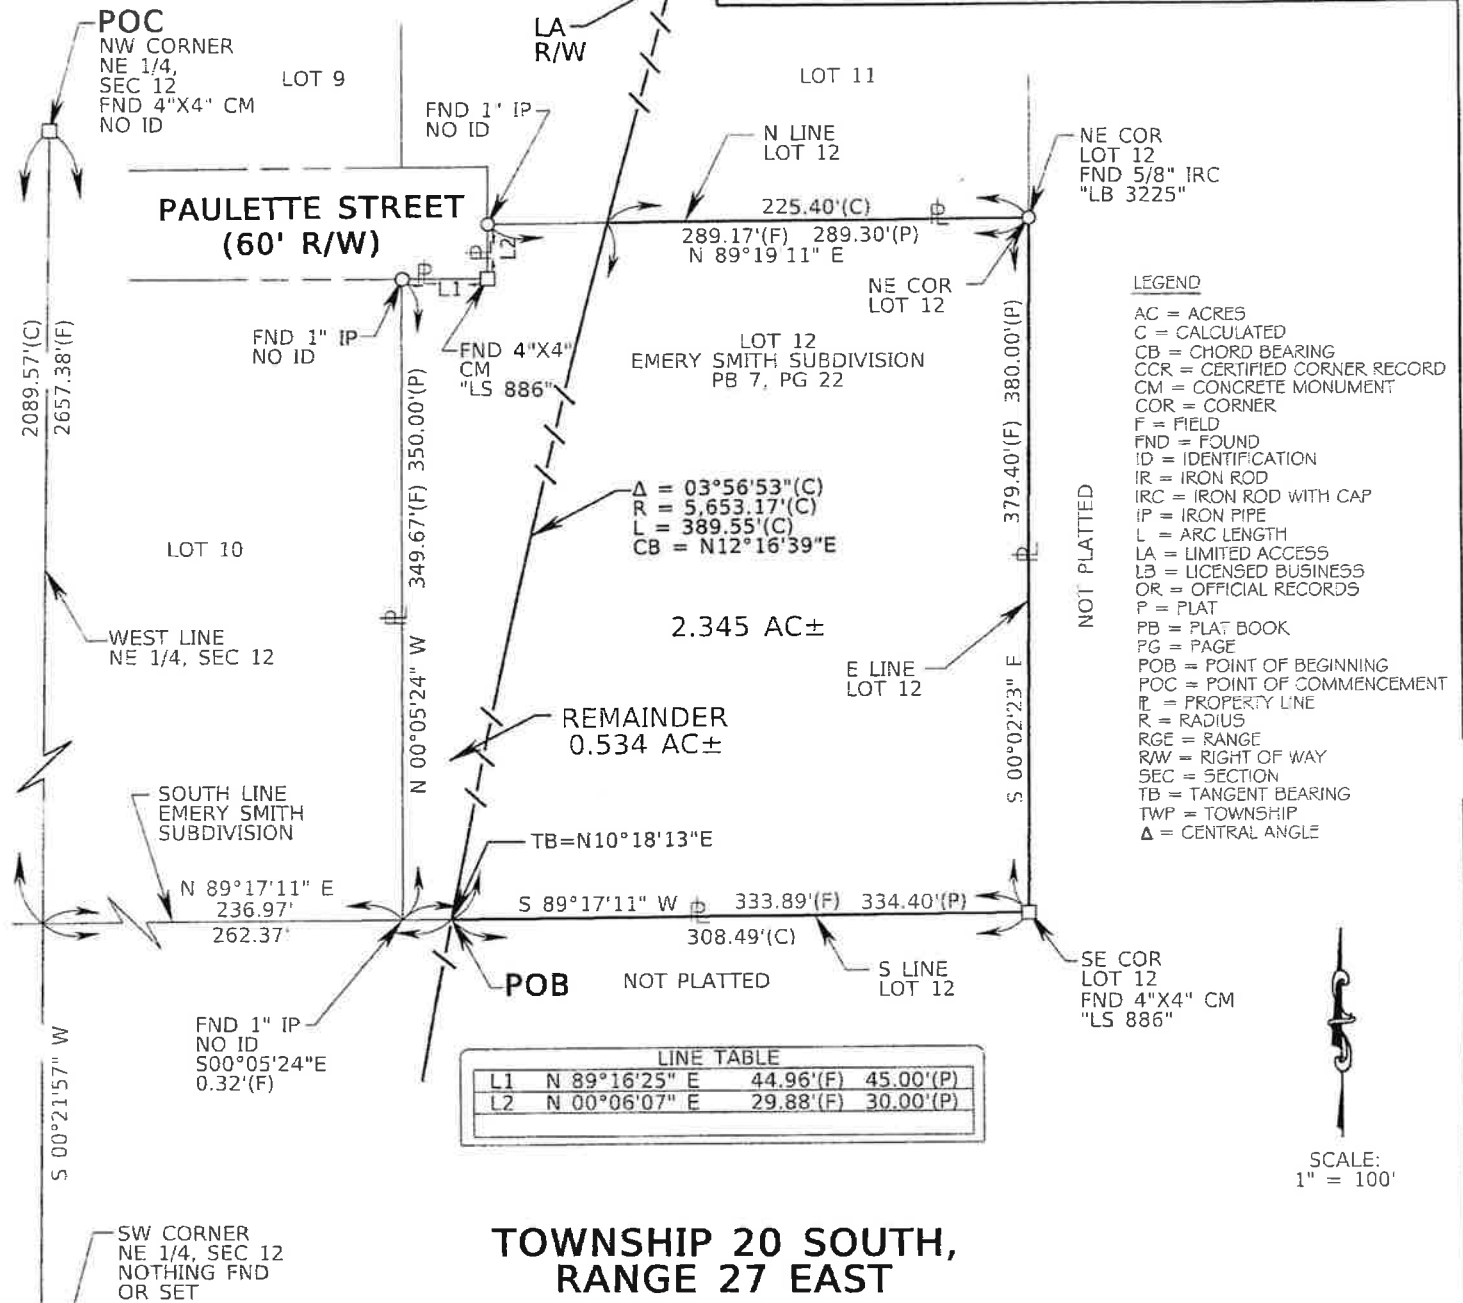 POC
NW CORNER
NE 1/4,
SEC 12
FND 4"X4" CM
NO ID
LOT 9
LA
R/W
LOT 11
FND 1" IP
NO ID
N LINE
LOT 12
NE COR
LOT 12
FND 5/8" IRC
"LB 3225"
PAULETTE STREET
(60' R/W)
225.40'(C)
289.17'(F) 289.30'(P)
N 89°19'11" E
L2
L1
NE COR
LOT 12
FND 1" IP
NO ID
FND 4"X4"
CM
"LS 886"
LOT 12
EMERY SMITH SUBDIVISION
PB 7, PG 22
2089.57'(C)
2657.38'(F)
N 00°05'24" W 349.67'(F) 350.00'(P)
S 00°02'23" E 379.40'(F) 380.00'(P)
NOT PLATTED
Δ = 03°56'53"(C)
R = 5,653.17'(C)
L = 389.55'(C)
CB = N12°16'39"E
LOT 10
WEST LINE
NE 1/4, SEC 12
2.345 AC±
E LINE
LOT 12
REMAINDER
0.534 AC±
SOUTH LINE
EMERY SMITH
SUBDIVISION
TB=N10°18'13"E
N 89°17'11" E
236.97'
262.37'
S 89°17'11" W 333.89'(F) 334.40'(P)
308.49'(C)
POB
NOT PLATTED
S LINE
LOT 12
SE COR
LOT 12
FND 4"X4" CM
"LS 886"
FND 1" IP
NO ID
S00°05'24"E
0.32'(F)
S 00°21'57" W
LEGEND
AC = ACRES
C = CALCULATED
CB = CHORD BEARING
CCR = CERTIFIED CORNER RECORD
CM = CONCRETE MONUMENT
COR = CORNER
F = FIELD
FND = FOUND
ID = IDENTIFICATION
IR = IRON ROD
IRC = IRON ROD WITH CAP
IP = IRON PIPE
L = ARC LENGTH
LA = LIMITED ACCESS
LB = LICENSED BUSINESS
OR = OFFICIAL RECORDS
P = PLAT
PB = PLAT BOOK
PG = PAGE
POB = POINT OF BEGINNING
POC = POINT OF COMMENCEMENT
PL = PROPERTY LINE
R = RADIUS
RGE = RANGE
R/W = RIGHT OF WAY
SEC = SECTION
TB = TANGENT BEARING
TWP = TOWNSHIP
Δ = CENTRAL ANGLE
LINE TABLE
L1 N 89°16'25" E 44.96'(F) 45.00'(P)
L2 N 00°06'07" E 29.88'(F) 30.00'(P)
SCALE:
1" = 100'
SW CORNER
NE 1/4, SEC 12
NOTHING FND
OR SET
TOWNSHIP 20 SOUTH,
RANGE 27 EAST